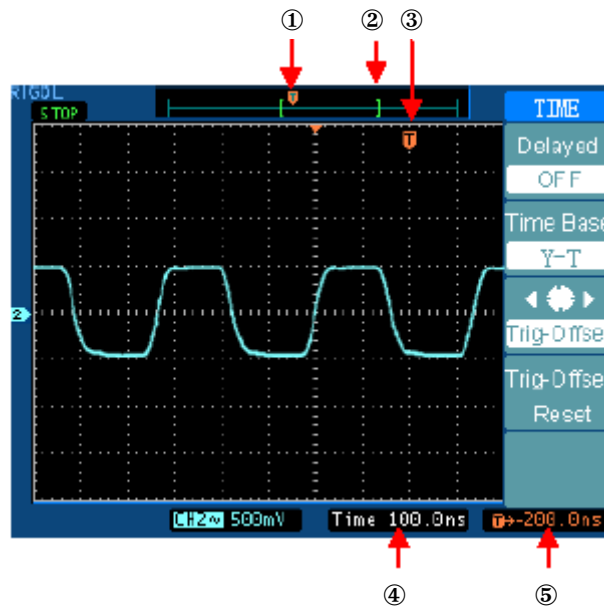 ① ② ③
RIGOL
STOP
T
T
TIME
Delayed
OFF
Time Base
Y-T
Trig-Offse
Trig-Offse
Reset
2
CH2~ 500mV
Time 100.0ns
T→-200.0ns
④ ⑤